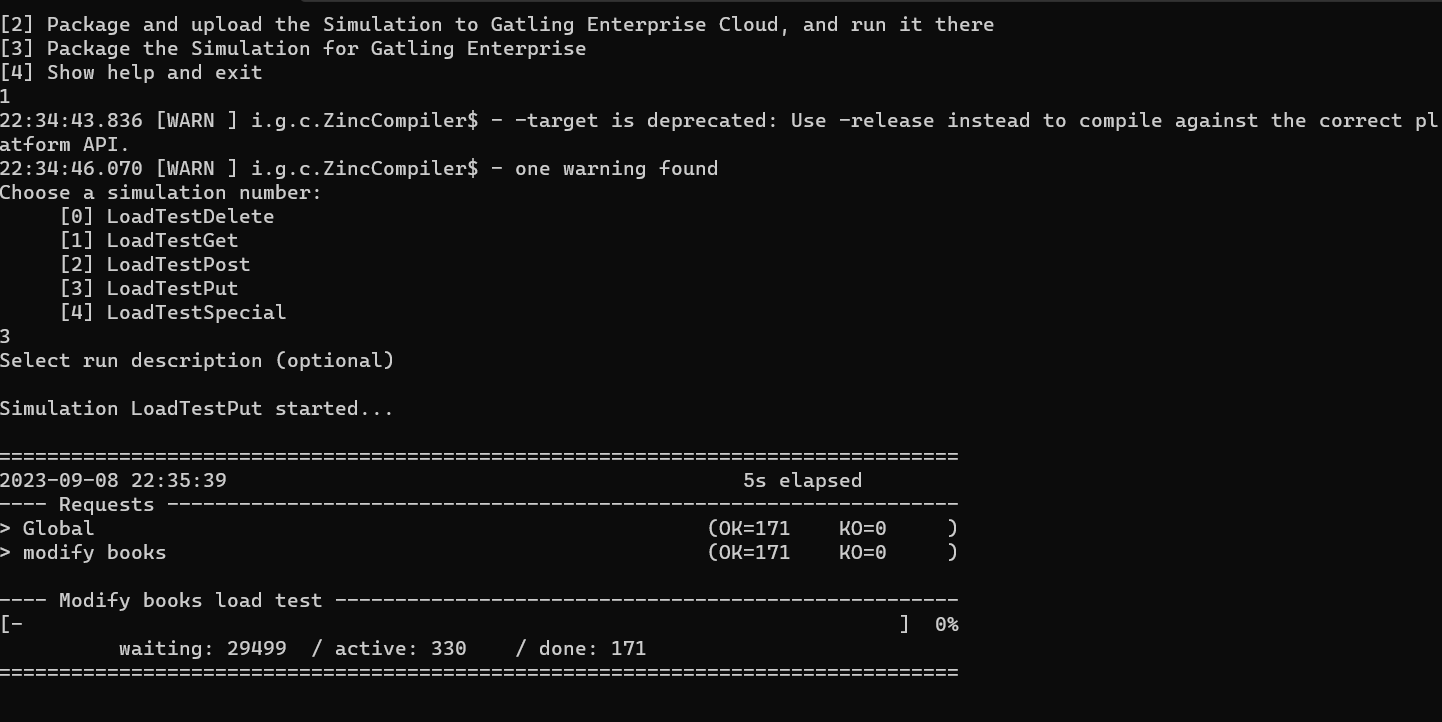 [2] Package and upload the Simulation to Gatling Enterprise Cloud, and run it there
[3] Package the Simulation for Gatling Enterprise
[4] Show help and exit
1
22:34:43.836 [WARN ] i.g.c.ZincCompiler$ - -target is deprecated: Use -release instead to compile against the correct pl
atform API.
22:34:46.070 [WARN ] i.g.c.ZincCompiler$ - one warning found
Choose a simulation number:
     [0] LoadTestDelete
     [1] LoadTestGet
     [2] LoadTestPost
     [3] LoadTestPut
     [4] LoadTestSpecial
3
Select run description (optional)

Simulation LoadTestPut started...

================================================================================
2023-09-08 22:35:39                                           5s elapsed
---- Requests ------------------------------------------------------------------
> Global                                                   (OK=171    KO=0     )
> modify books                                             (OK=171    KO=0     )

---- Modify books load test ----------------------------------------------------
[-                                                                         ]  0%
          waiting: 29499  / active: 330    / done: 171
================================================================================